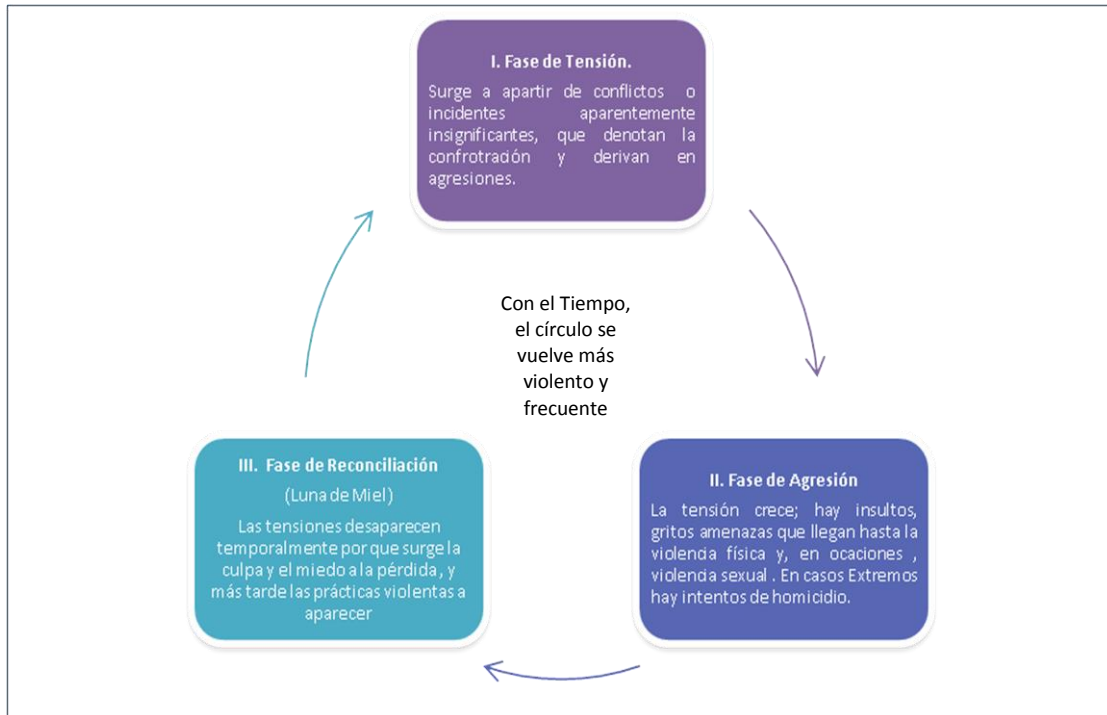 I. Fase de Tensión.
Surge a apartir de conflictos o
incidentes aparentemente
insignificantes, que denotan la
confrotración y derivan en
agresiones.
Con el Tiempo,
el círculo se
vuelve más
violento y
frecuente
II. Fase de Agresión
La tensión crece; hay insultos,
gritos amenazas que llegan hasta la
violencia física y, en ocaciones ,
violencia sexual . En casos Extremos
hay intentos de homicidio.
III. Fase de Reconciliación
(Luna de Miel)
Las tensiones desaparecen
temporalmente por que surge la
culpa y el miedo a la pérdida , y
más tarde las prácticas violentas a
aparecer